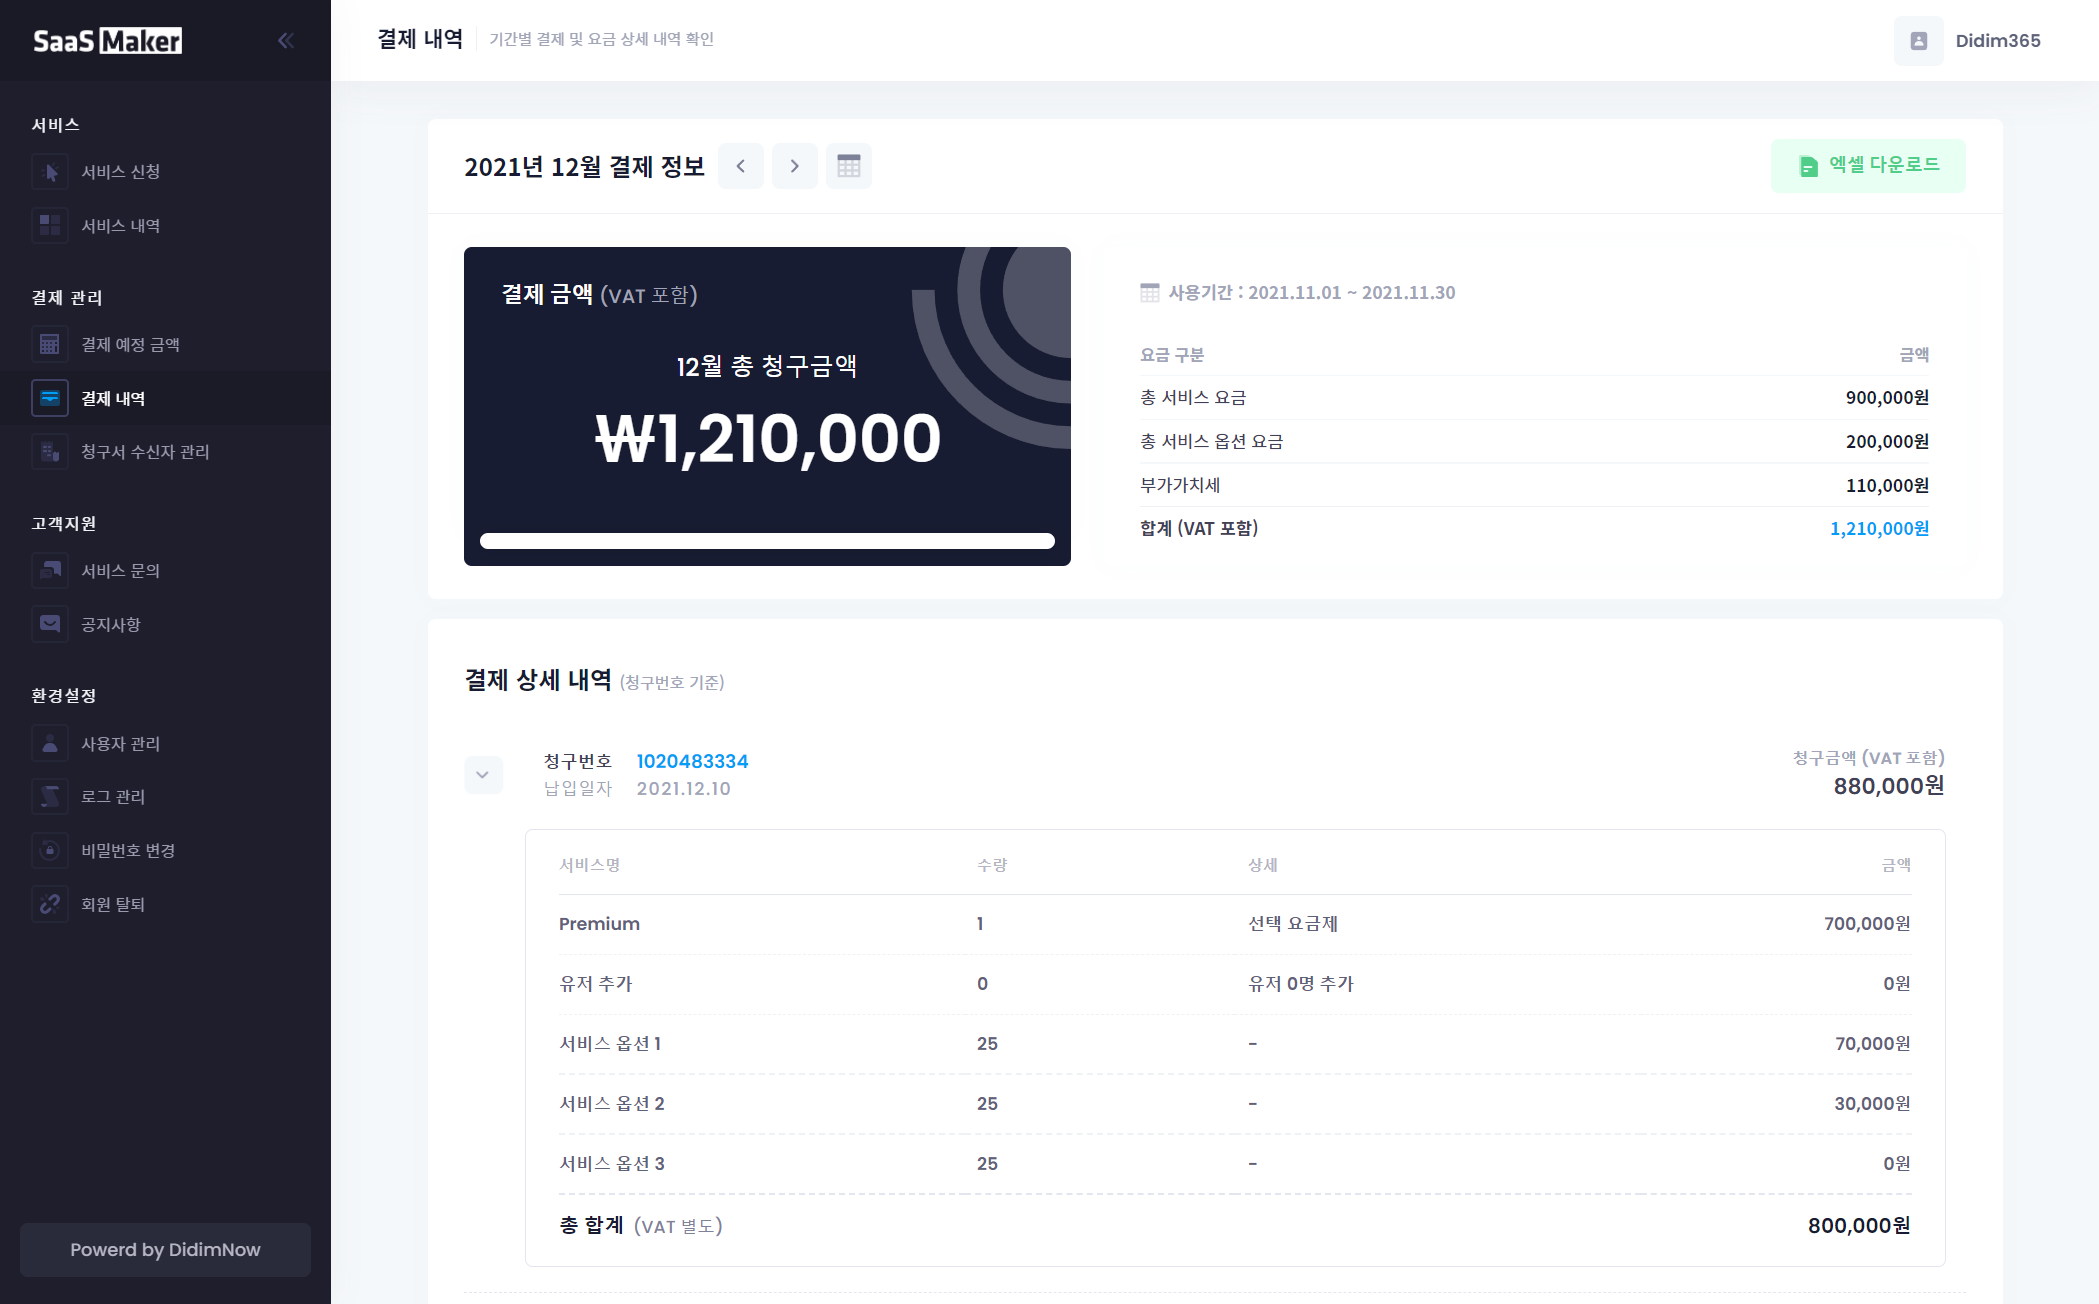 SaaS Maker
서비스
서비스 신청
서비스 내역
결제 관리
결제 예정 금액
결제 내역
청구서 수신자 관리
고객지원
서비스 문의
공지사항
환경설정
사용자 관리
로그 관리
비밀번호 변경
회원 탈퇴
Powerd by DidimNow
결제 내역 기간별 결제 및 요금 상세 내역 확인
Didim365
2021년 12월 결제 정보
엑셀 다운로드
결제 금액 (VAT 포함)
12월 총 청구금액
₩1,210,000
사용기간 : 2021.11.01 ~ 2021.11.30
요금 구분 금액
총 서비스 요금 900,000원
총 서비스 옵션 요금 200,000원
부가가치세 110,000원
합계 (VAT 포함) 1,210,000원
결제 상세 내역 (청구번호 기준)
청구번호 1020483334
납입일자 2021.12.10
청구금액 (VAT 포함)
880,000원
서비스명 수량 상세 금액
Premium 1 선택 요금제 700,000원
유저 추가 0 유저 0명 추가 0원
서비스 옵션 1 25 - 70,000원
서비스 옵션 2 25 - 30,000원
서비스 옵션 3 25 - 0원
총 합계 (VAT 별도) 800,000원